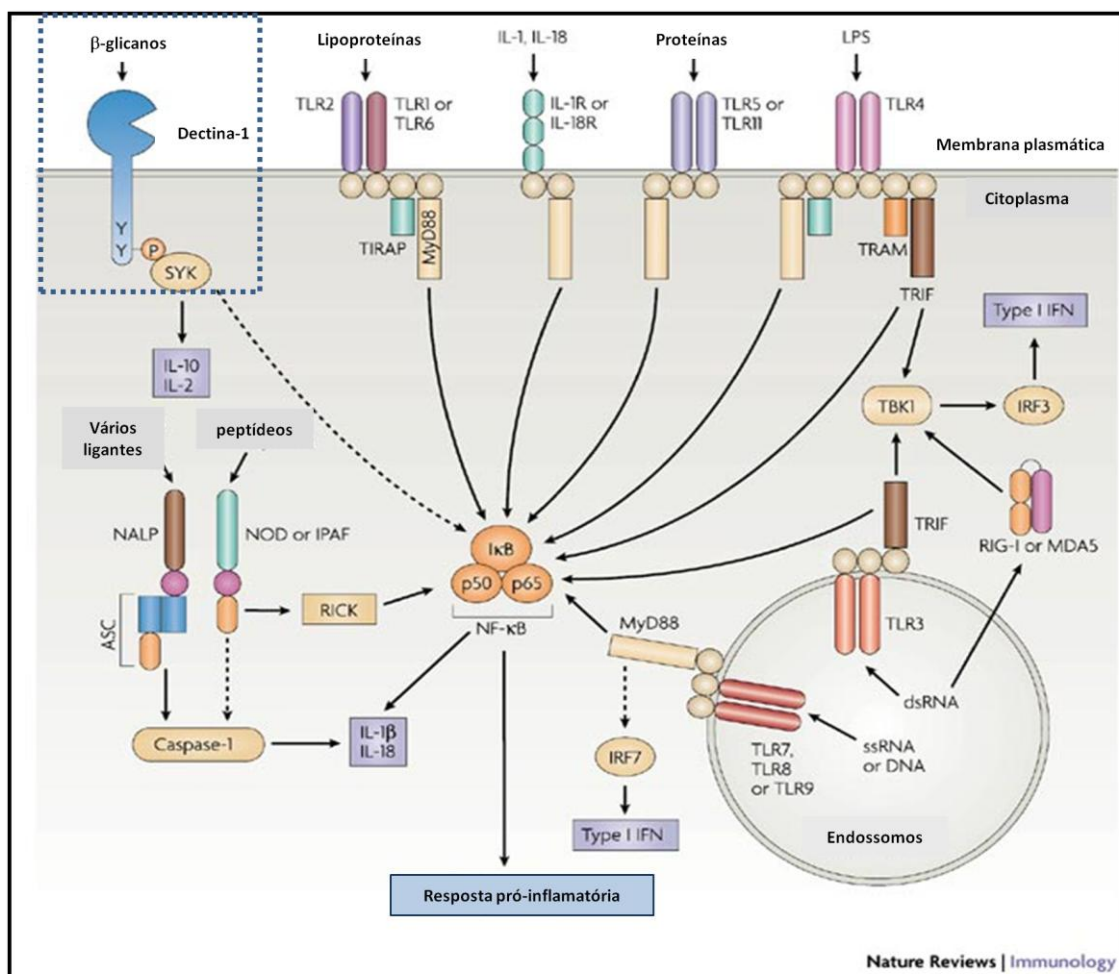 β-glicanos
Lipoproteínas
IL-1, IL-18
Proteínas
LPS
Dectina-1
TLR2
TLR1 or
TLR6
IL-1R or
IL-18R
TLR5 or
TLR11
TLR4
Membrana plasmática
Citoplasma
Y
Y
P
SYK
TIRAP
MyD88
TRAM
TRIF
Type I IFN
IL-10
IL-2
TBK1
IRF3
Vários
ligantes
peptídeos
NALP
NOD or IPAF
TRIF
RIG-I or MDA5
IκB
p50
p65
NF-κB
RICK
ASC
MyD88
TLR3
dsRNA
Caspase-1
IL-1β
IL-18
IRF7
TLR7,
TLR8
or TLR9
ssRNA
or DNA
Type I IFN
Endossomos
Resposta pró-inflamatória
Nature Reviews | Immunology